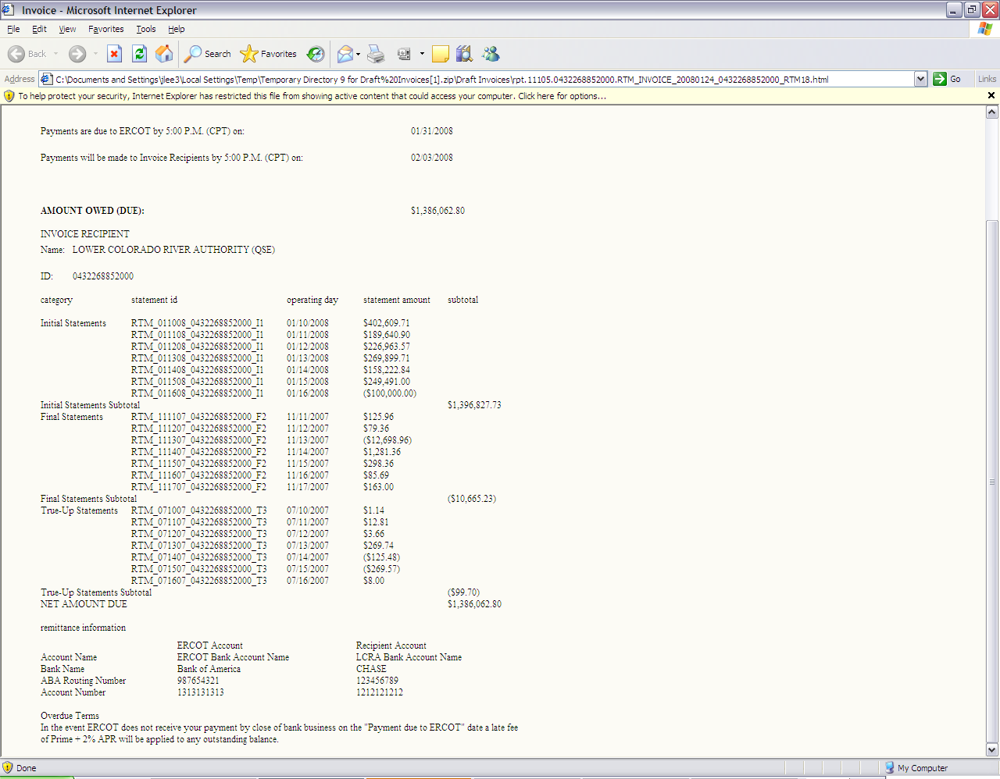 Invoice - Microsoft Internet Explorer
File Edit View Favorites Tools Help
Back Search Favorites
Address C:\Documents and Settings\jlee3\Local Settings\Temp\Temporary Directory 9 for Draft%20Invoices[1].zip\Draft Invoices\rpt.11105.0432268852000.RTM_INVOICE_20080124_0432268852000_RTM18.html Go Links
To help protect your security, Internet Explorer has restricted this file from showing active content that could access your computer. Click here for options...
Payments are due to ERCOT by 5:00 P.M. (CPT) on: 01/31/2008
Payments will be made to Invoice Recipients by 5:00 P.M. (CPT) on: 02/03/2008
AMOUNT OWED (DUE): $1,386,062.80
INVOICE RECIPIENT
Name: LOWER COLORADO RIVER AUTHORITY (QSE)
ID: 0432268852000
category statement id operating day statement amount subtotal
Initial Statements RTM_011008_0432268852000_I1 01/10/2008 $402,609.71
RTM_011108_0432268852000_I1 01/11/2008 $189,640.90
RTM_011208_0432268852000_I1 01/12/2008 $226,963.57
RTM_011308_0432268852000_I1 01/13/2008 $269,899.71
RTM_011408_0432268852000_I1 01/14/2008 $158,222.84
RTM_011508_0432268852000_I1 01/15/2008 $249,491.00
RTM_011608_0432268852000_I1 01/16/2008 ($100,000.00)
Initial Statements Subtotal $1,396,827.73
Final Statements RTM_111107_0432268852000_F2 11/11/2007 $125.96
RTM_111207_0432268852000_F2 11/12/2007 $79.36
RTM_111307_0432268852000_F2 11/13/2007 ($12,698.96)
RTM_111407_0432268852000_F2 11/14/2007 $1,281.36
RTM_111507_0432268852000_F2 11/15/2007 $298.36
RTM_111607_0432268852000_F2 11/16/2007 $85.69
RTM_111707_0432268852000_F2 11/17/2007 $163.00
Final Statements Subtotal ($10,665.23)
True-Up Statements RTM_071007_0432268852000_T3 07/10/2007 $1.14
RTM_071107_0432268852000_T3 07/11/2007 $12.81
RTM_071207_0432268852000_T3 07/12/2007 $3.66
RTM_071307_0432268852000_T3 07/13/2007 $269.74
RTM_071407_0432268852000_T3 07/14/2007 ($125.48)
RTM_071507_0432268852000_T3 07/15/2007 ($269.57)
RTM_071607_0432268852000_T3 07/16/2007 $8.00
True-Up Statements Subtotal ($99.70)
NET AMOUNT DUE $1,386,062.80
remittance information
ERCOT Account Recipient Account
Account Name ERCOT Bank Account Name LCRA Bank Account Name
Bank Name Bank of America CHASE
ABA Routing Number 987654321 123456789
Account Number 1313131313 1212121212
Overdue Terms
In the event ERCOT does not receive your payment by close of bank business on the "Payment due to ERCOT" date a late fee
of Prime + 2% APR will be applied to any outstanding balance.
Done My Computer